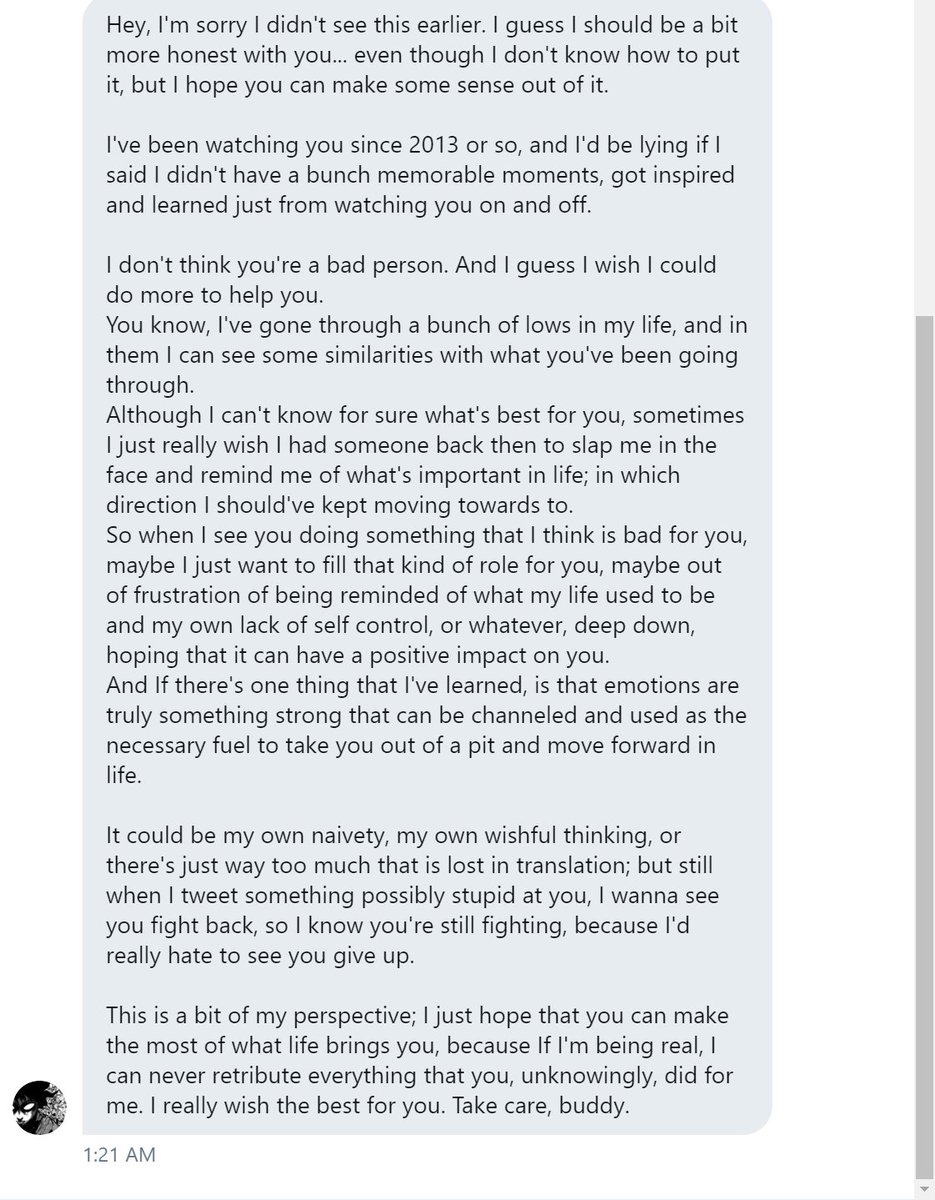 Hey, I'm sorry I didn't see this earlier. I guess I should be a bit
more honest with you... even though I don't know how to put
it, but I hope you can make some sense out of it.
I've been watching you since 2013 or so, and I'd be lying if I
said I didn't have a bunch memorable moments, got inspired
and learned just from watching you on and off.
I don't think you're a bad person. And I guess I wish I could
do more to help you.
You know, I've gone through a bunch of lows in my life, and in
them I can see some similarities with what you've been going
through.
Although I can't know for sure what's best for you, sometimes
I just really wish I had someone back then to slap me in the
face and remind me of what's important in life; in which
direction I should've kept moving towards to.
So when I see you doing something that I think is bad for you,
maybe I just want to fill that kind of role for you, maybe out
of frustration of being reminded of what my life used to be
and my own lack of self control, or whatever, deep down,
hoping that it can have a positive impact on you.
And If there's one thing that I've learned, is that emotions are
truly something strong that can be channeled and used as the
necessary fuel to take you out of a pit and move forward in
life.
It could be my own naivety, my own wishful thinking, or
there's just way too much that is lost in translation; but still
when I tweet something possibly stupid at you, I wanna see
you fight back, so I know you're still fighting, because I'd
really hate to see you give up.
This is a bit of my perspective; I just hope that you can make
the most of what life brings you, because If I'm being real, I
can never retribute everything that you, unknowingly, did for
me. I really wish the best for you. Take care, buddy.
1:21 AM